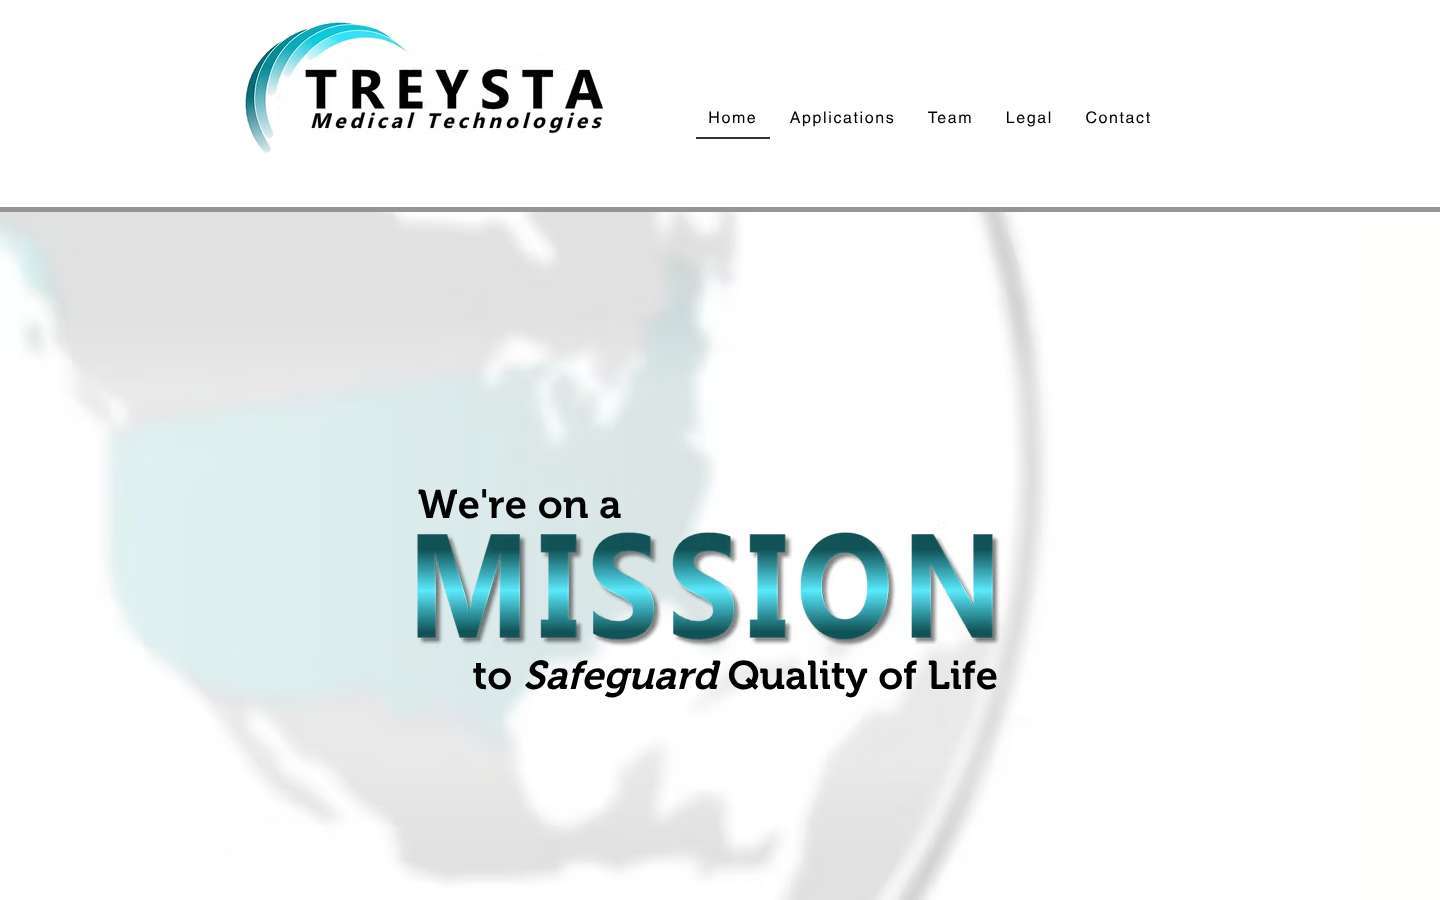 TREYSTA
Medical Technologies
Home Applications Team Legal Contact
We're on a
MISSION
to Safeguard Quality of Life